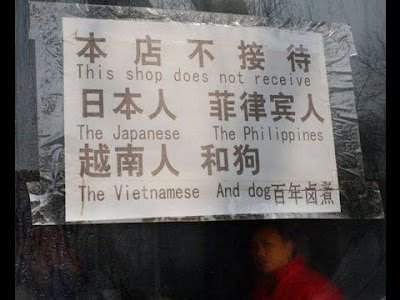 本店不接待
This shop does not receive
日本人 菲律宾人
The Japanese The Philippines
越南人 和狗
The Vietnamese And dog百年卤煮